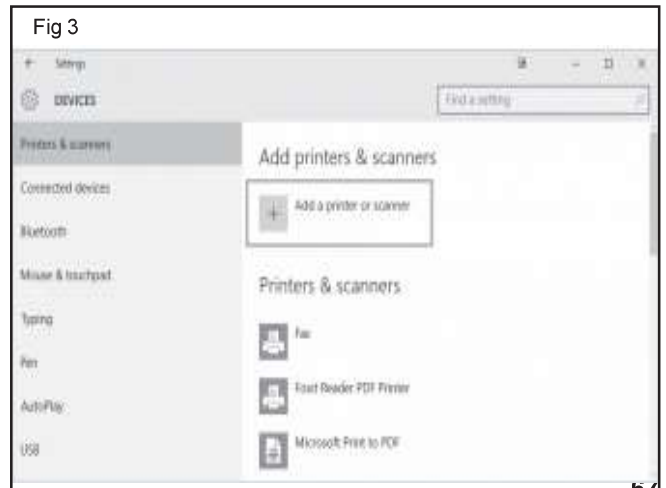 Fig 3
Settings
DEVICES
Find a setting
Printers & scanners
Connected devices
Bluetooth
Mouse & touchpad
Typing
Pen
AutoPlay
USB
Add printers & scanners
Add a printer or scanner
Printers & scanners
Fax
Foxit Reader PDF Printer
Microsoft Print to PDF